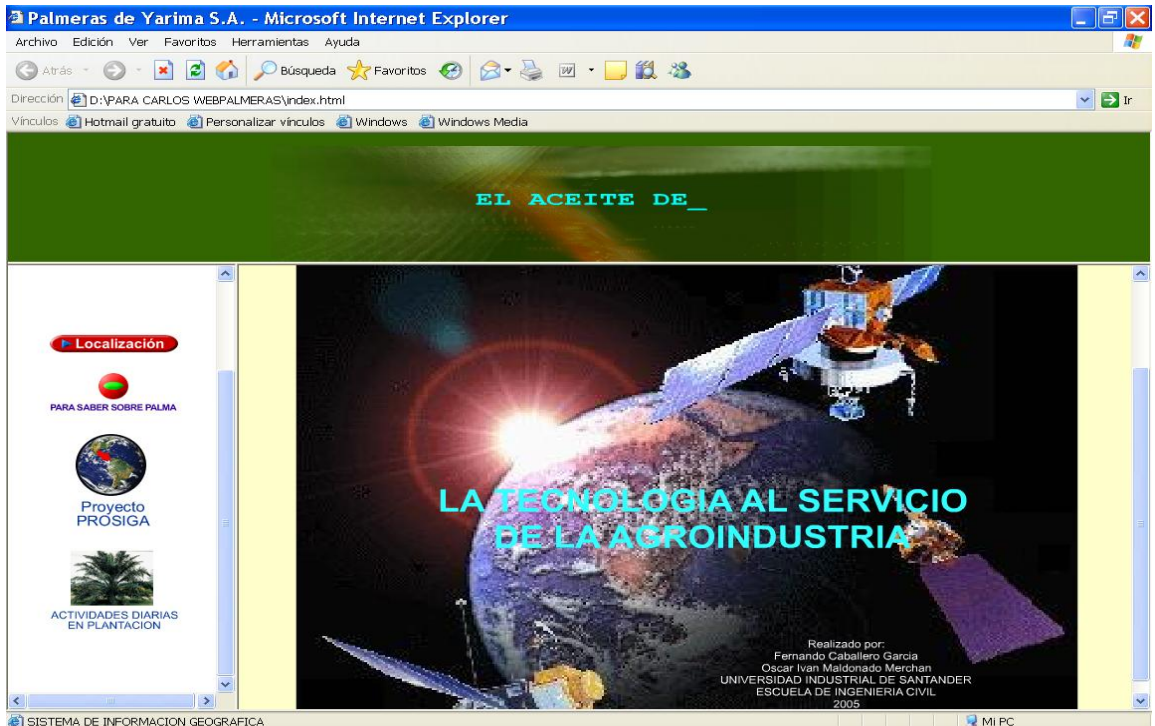 Palmeras de Yarima S.A. - Microsoft Internet Explorer
Archivo Edición Ver Favoritos Herramientas Ayuda
Atrás Búsqueda Favoritos
Dirección D:\PARA CARLOS WEBPALMERAS\index.html Ir
Vínculos Hotmail gratuito Personalizar vínculos Windows Windows Media
EL ACEITE DE_
Localización
PARA SABER SOBRE PALMA
Proyecto
PROSIGA
ACTIVIDADES DIARIAS
EN PLANTACION
LA TECNOLOGIA AL SERVICIO
DE LA AGROINDUSTRIA
Realizado por:
Fernando Caballero Garcia
Oscar Ivan Maldonado Merchan
UNIVERSIDAD INDUSTRIAL DE SANTANDER
ESCUELA DE INGENIERIA CIVIL
2005
SISTEMA DE INFORMACION GEOGRAFICA Mi PC